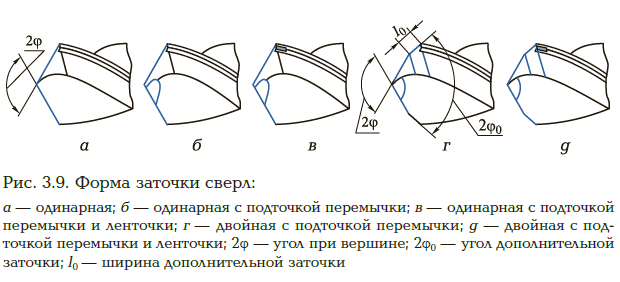 2φ
l₀
2φ
2φ₀
а
б
в
г
д
Рис. 3.9. Форма заточки сверл:
а — одинарная; б — одинарная с подточкой перемычки; в — одинарная с подточкой
перемычки и ленточки; г — двойная с подточкой перемычки; д — двойная с под-
точкой перемычки и ленточки; 2φ — угол при вершине; 2φ₀ — угол дополнительной
заточки; l₀ — ширина дополнительной заточки